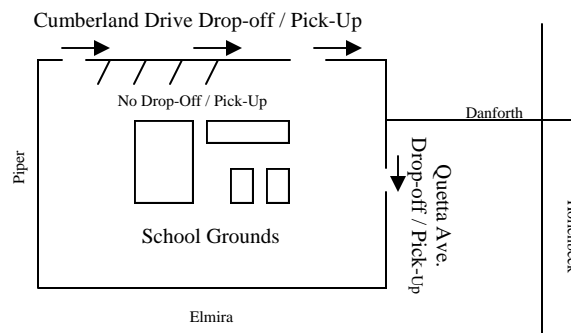 Cumberland Drive Drop-off / Pick-Up
No Drop-Off / Pick-Up
Danforth
Piper
Quetta Ave.
Drop-off / Pick-Up
School Grounds
Elmira